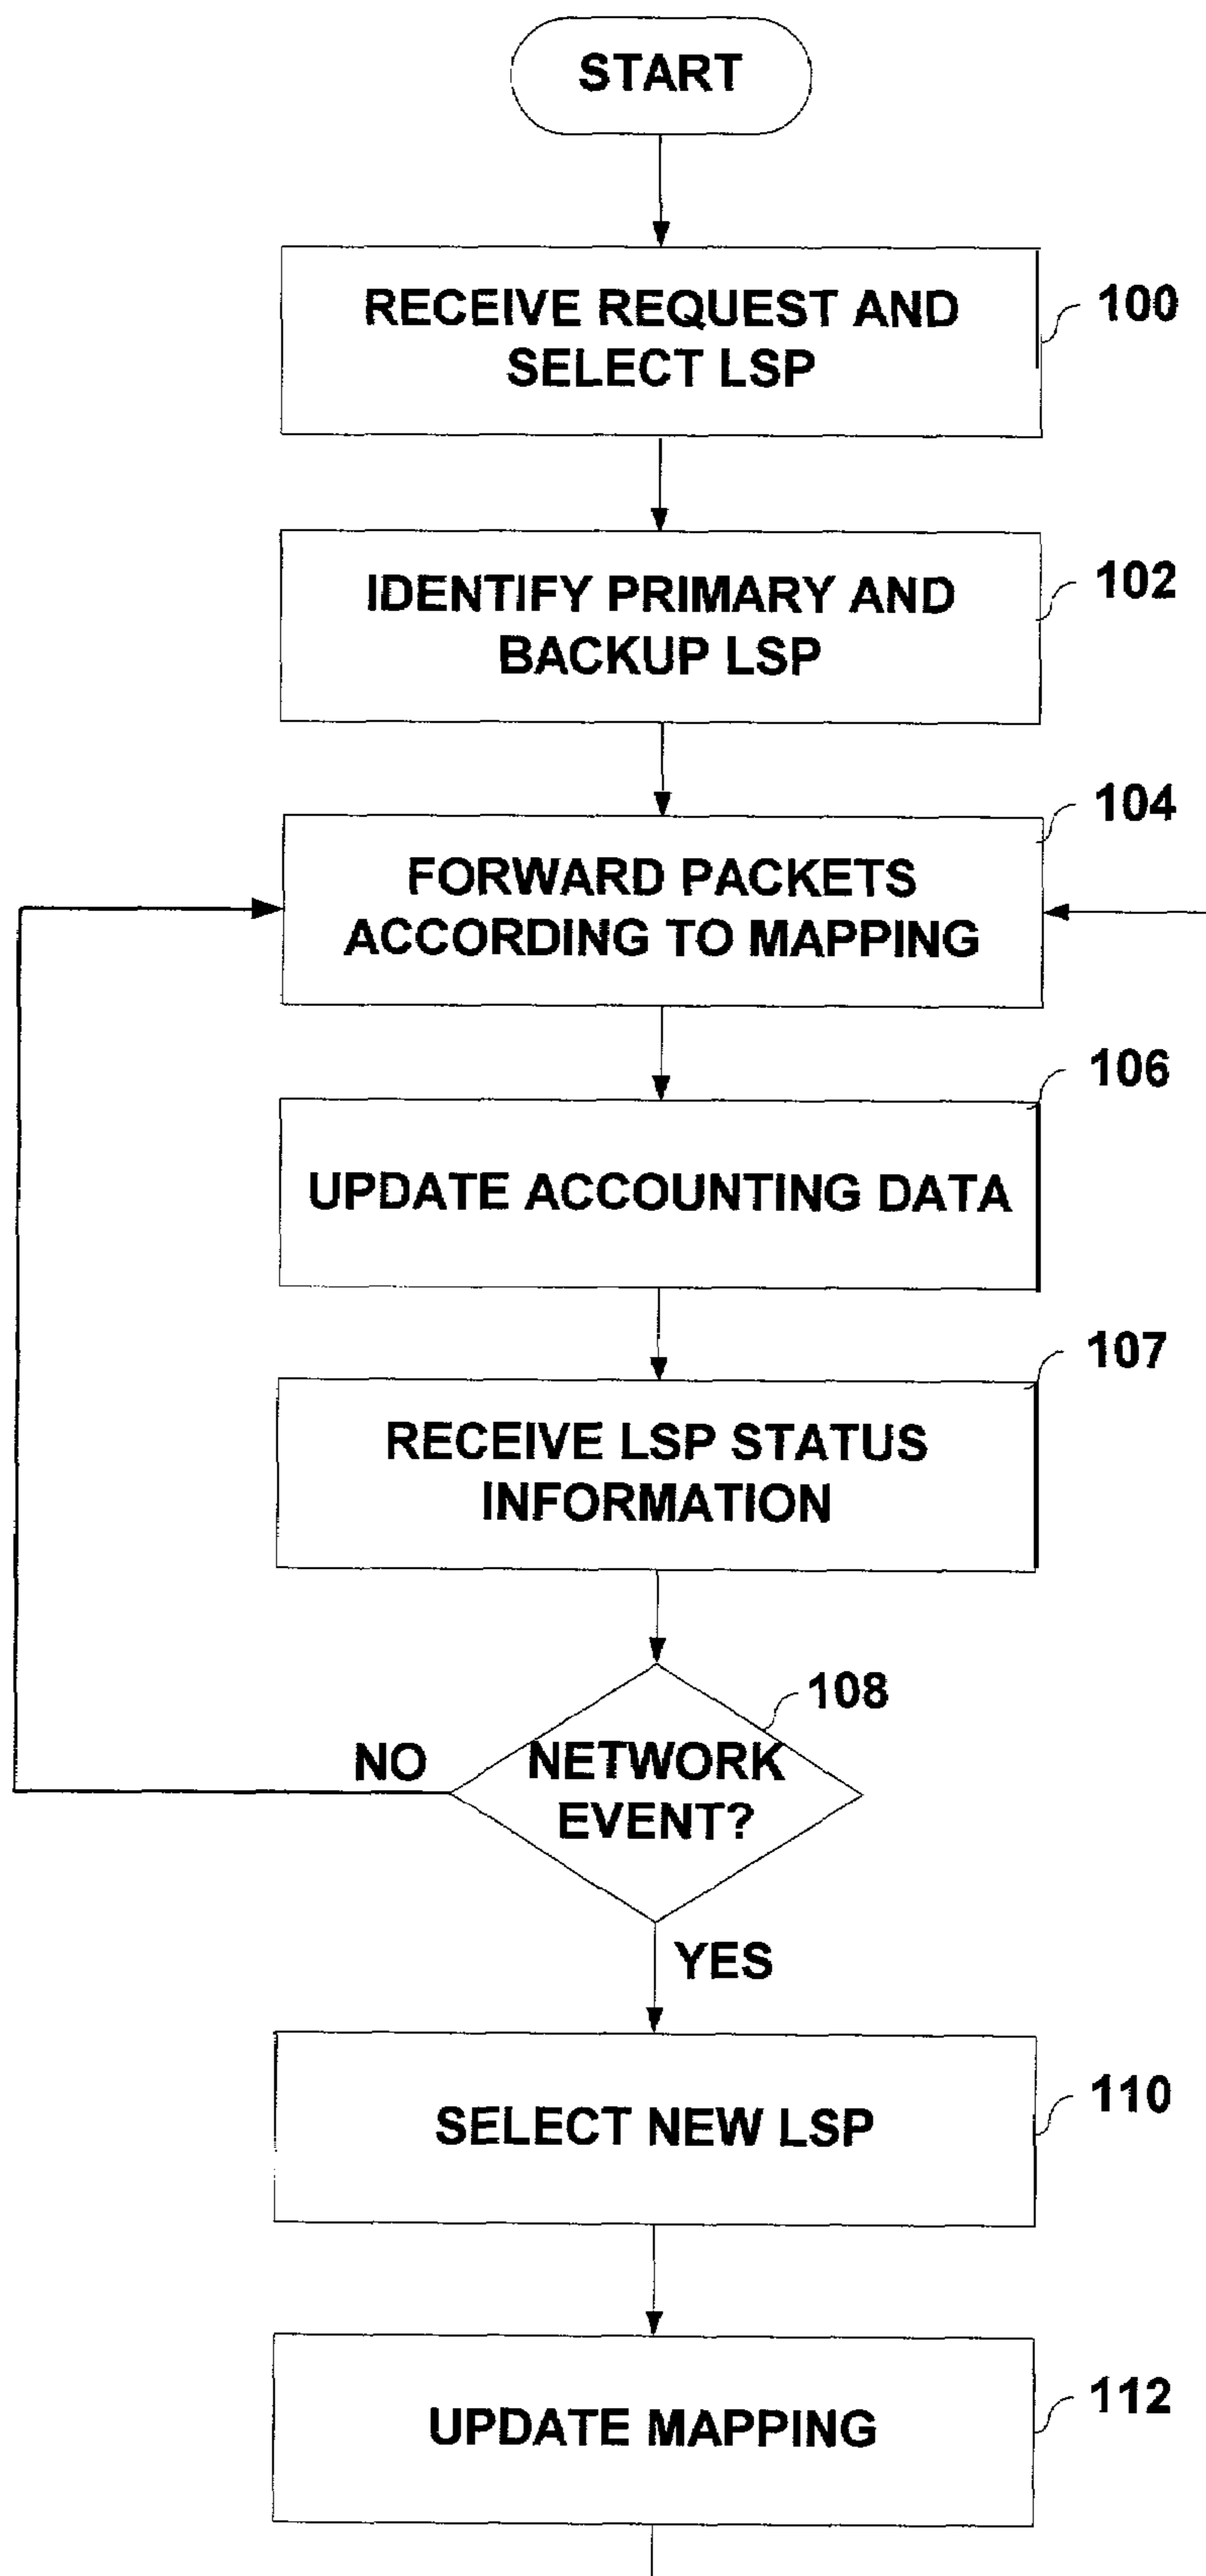 START
RECEIVE REQUEST AND
SELECT LSP
100
IDENTIFY PRIMARY AND
BACKUP LSP
102
FORWARD PACKETS
ACCORDING TO MAPPING
104
UPDATE ACCOUNTING DATA
106
RECEIVE LSP STATUS
INFORMATION
107
NETWORK
EVENT?
108
NO
YES
SELECT NEW LSP
110
UPDATE MAPPING
112